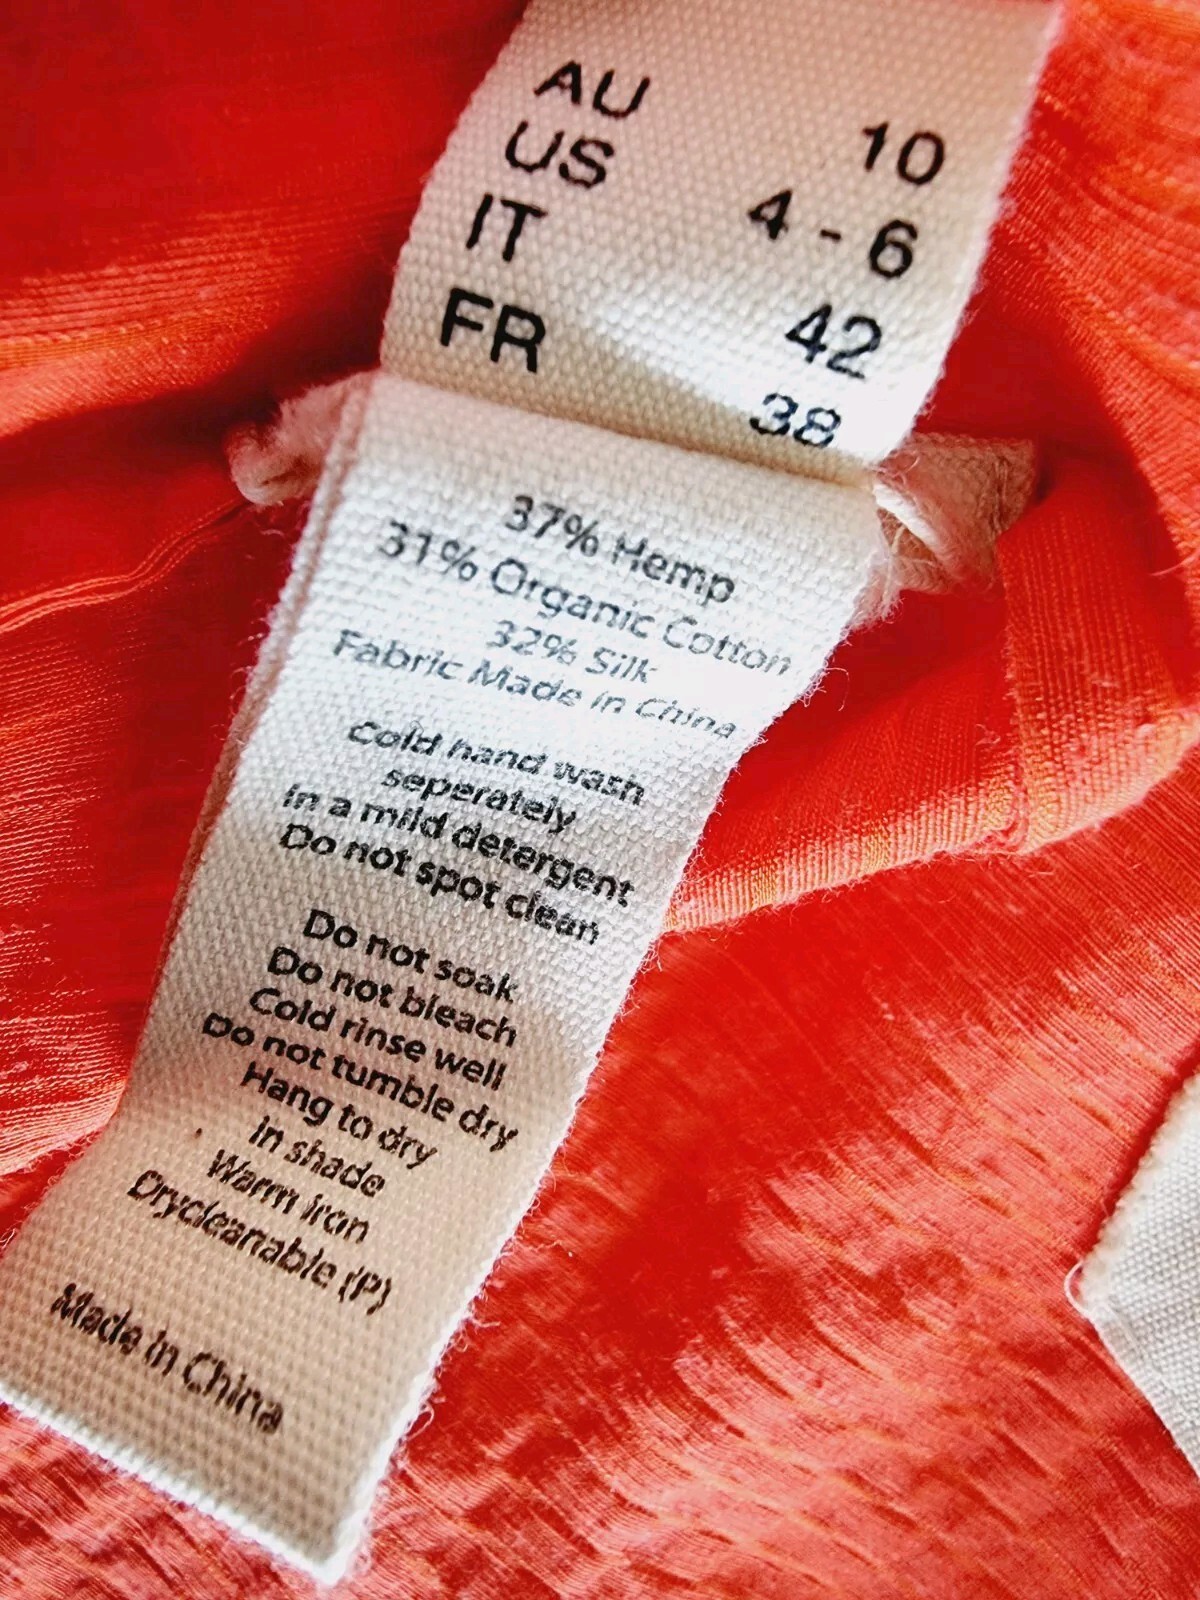 AU 10
US 4 - 6
IT 42
FR 38
37% Hemp
31% Organic Cotton
32% Silk
Fabric Made in China
Cold hand wash
seperately
in a mild detergent
Do not spot clean
Do not soak
Do not bleach
Cold rinse well
Do not tumble dry
Hang to dry
in shade
Warm iron
Drycleanable (P)
Made in China